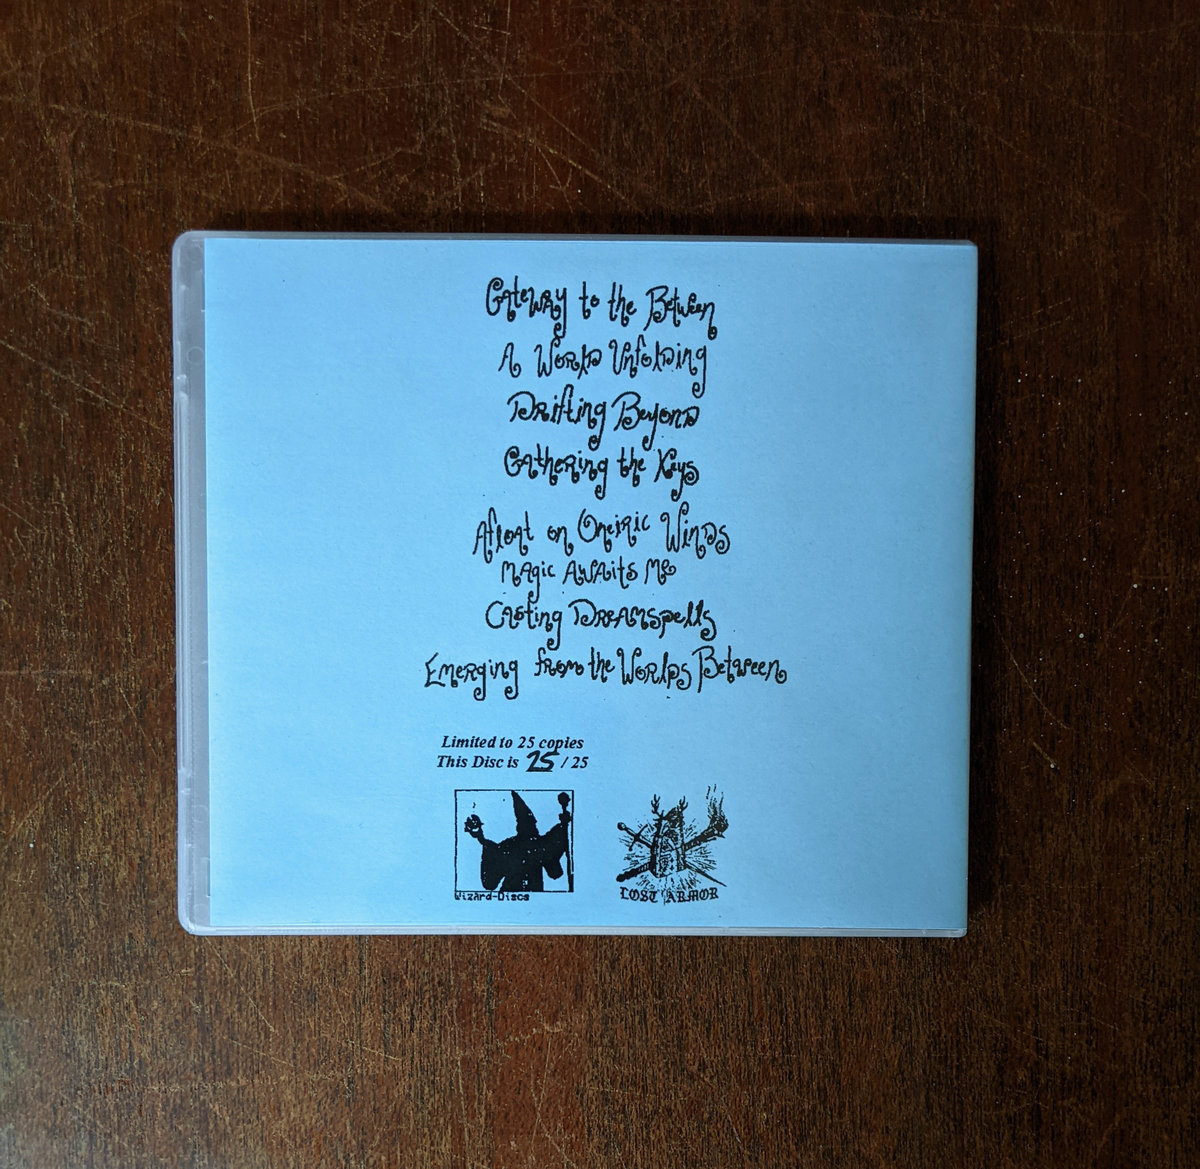 Gateway to the Between
A World Unfolding
Drifting Beyond
Gathering the Keys
Afloat on Oneiric Winds
Magic Awaits Me
Casting Dreamspells
Emerging from the Worlds Between
Limited to 25 copies
This Disc is 25 / 25
Wizard-Discs
LOST ARMOR